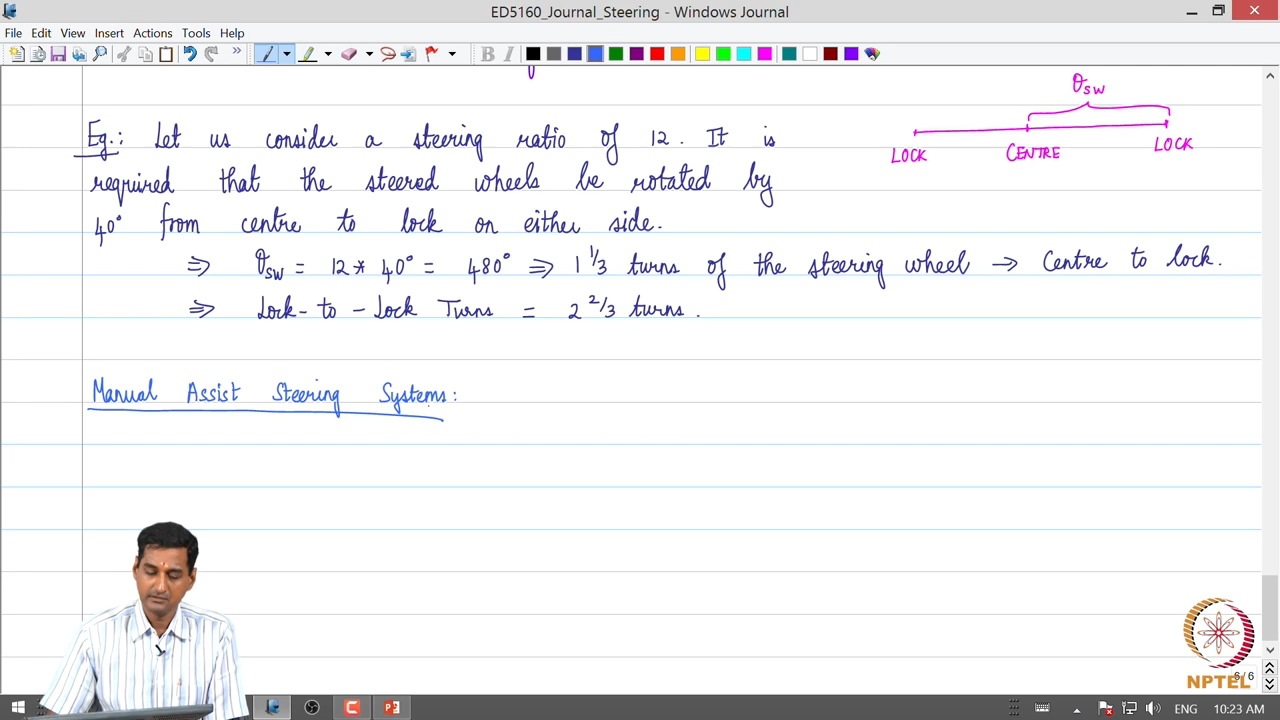 ED5160_Journal_Steering - Windows Journal
File Edit View Insert Actions Tools Help
θsw
LOCK CENTRE LOCK
Eg.: Let us consider a steering ratio of 12. It is
required that the steered wheels be rotated by
40° from centre to lock on either side.
⇒ θsw = 12 * 40° = 480° ⇒ 1 1/3 turns of the steering wheel → Centre to lock.
⇒ Lock-to-Lock Turns = 2 2/3 turns.
Manual Assist Steering Systems:
NPTEL
ENG 10:23 AM